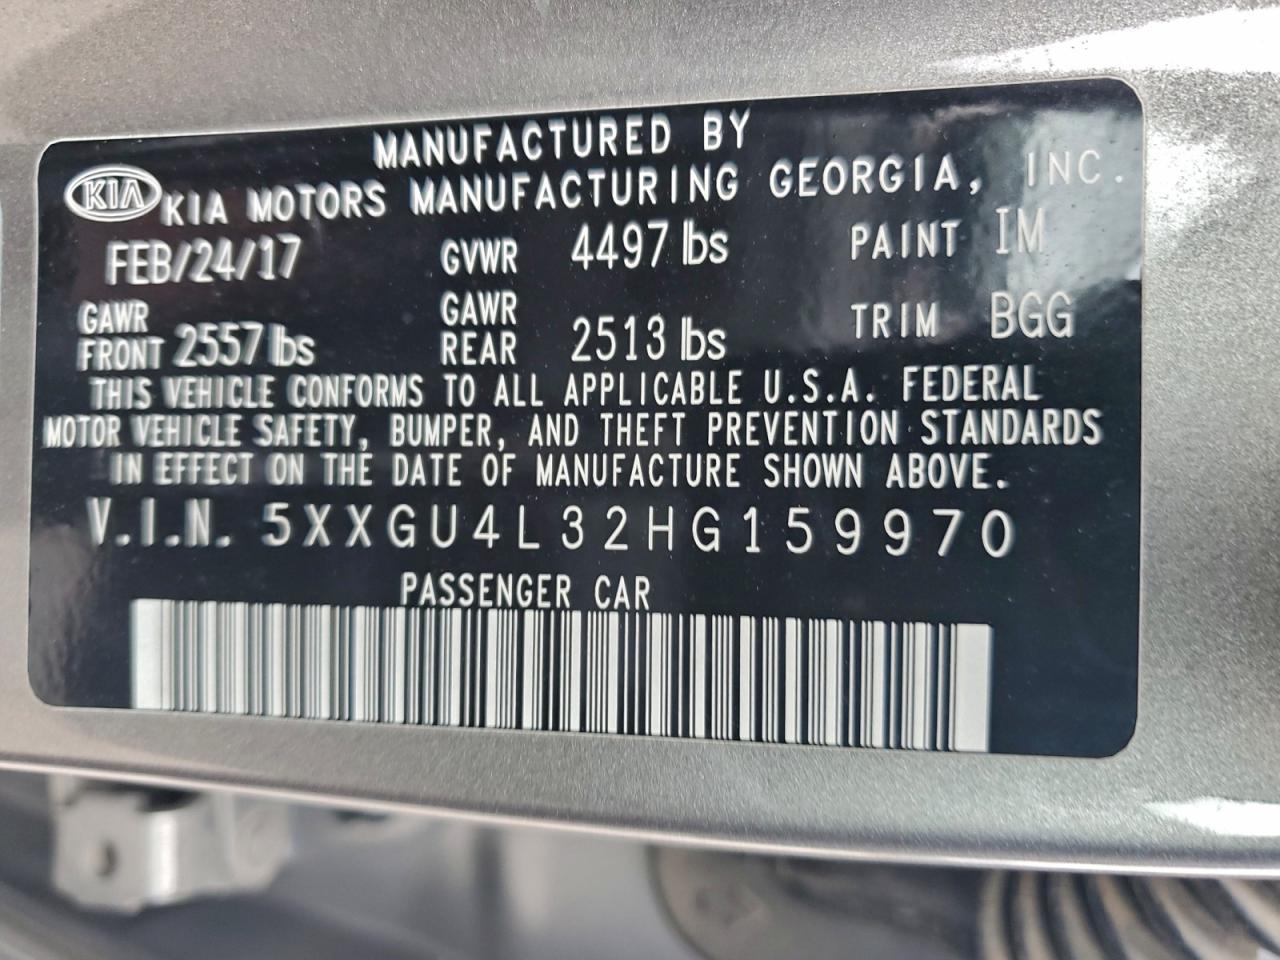 MANUFACTURED BY
KIA KIA MOTORS MANUFACTURING GEORGIA, INC.
FEB/24/17 GVWR 4497 lbs PAINT IM
GAWR FRONT 2557 lbs GAWR REAR 2513 lbs TRIM BGG
THIS VEHICLE CONFORMS TO ALL APPLICABLE U.S.A. FEDERAL
MOTOR VEHICLE SAFETY, BUMPER, AND THEFT PREVENTION STANDARDS
IN EFFECT ON THE DATE OF MANUFACTURE SHOWN ABOVE.
V.I.N. 5XXGU4L32HG159970
PASSENGER CAR